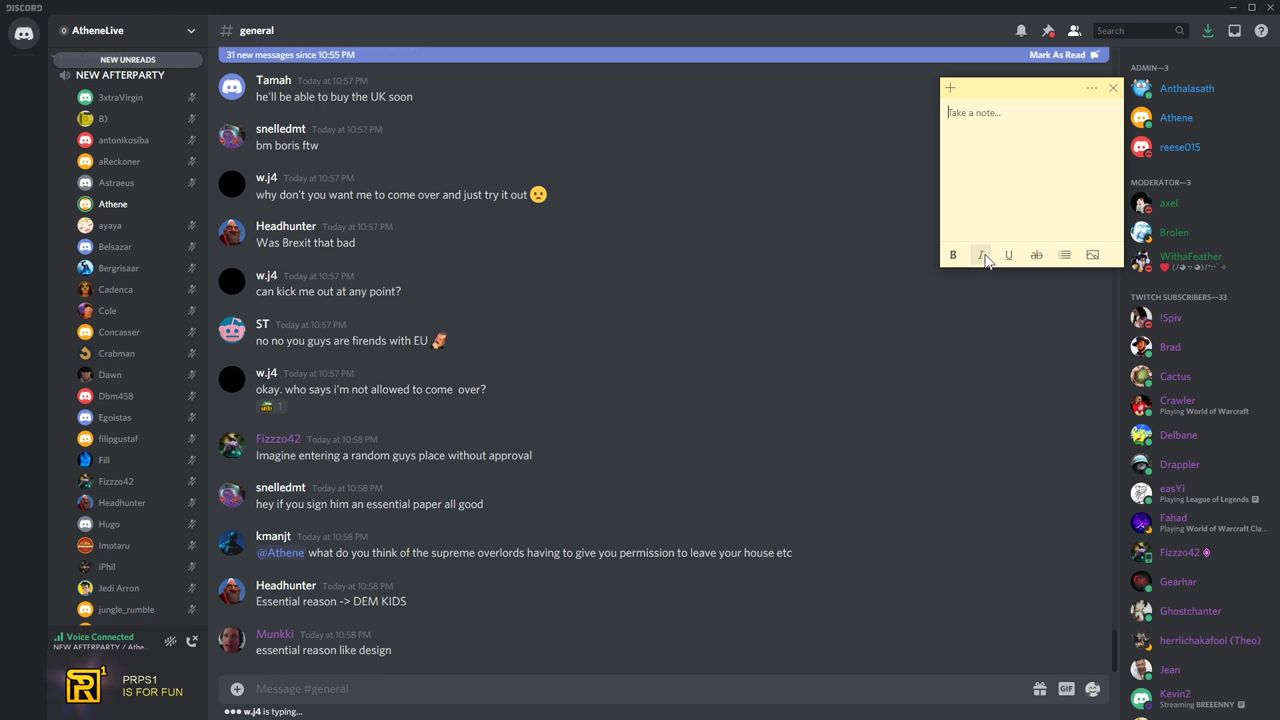 DISCORD
AtheneLive
# general
Search
NEW UNREADS
NEW AFTERPARTY
3xtraVirgin
8)
antonikosiba
aReckoner
Astraeus
Athene
ayaya
Belsazar
Bergrisaar
Cadenca
Cole
Concasser
Crabman
Dawn
Dbm458
Egoistas
filipgustaf
Fill
Fizzzo42
Headhunter
Hugo
Imotaru
iPhil
Jedi Arron
jungle_rumble
Voice Connected
NEW AFTERPARTY / Athe...
PRPS1
IS FOR FUN
31 new messages since 10:55 PM
Mark As Read
Tamah Today at 10:57 PM
he'll be able to buy the UK soon
snelledmt Today at 10:57 PM
bm boris ftw
w.j4 Today at 10:57 PM
why don't you want me to come over and just try it out
Headhunter Today at 10:57 PM
Was Brexit that bad
w.j4 Today at 10:57 PM
can kick me out at any point?
ST Today at 10:57 PM
no no you guys are firends with EU
w.j4 Today at 10:57 PM
okay. who says i'm not allowed to come over?
1
Fizzzo42 Today at 10:58 PM
Imagine entering a random guys place without approval
snelledmt Today at 10:58 PM
hey if you sign him an essential paper all good
kmanjt Today at 10:58 PM
@Athene what do you think of the supreme overlords having to give you permission to leave your house etc
Headhunter Today at 10:58 PM
Essential reason -> DEM KIDS
Munkki Today at 10:58 PM
essential reason like design
Message #general
GIF
w.j4 is typing...
Take a note...
B I U ab
ADMIN—3
Anthalasath
Athene
reese015
MODERATOR—3
axel
Brolen
WithaFeather
TWITCH SUBSCRIBERS—33
!Spiv
Brad
Cactus
Crawler
Playing World of Warcraft
Delbane
Drappler
easYi
Playing League of Legends
Fahad
Playing World of Warcraft Cla...
Fizzzo42
Gearhar
Ghostchanter
herrlichakafool (Theo)
Jean
Kevin2
Streaming BREEENNY